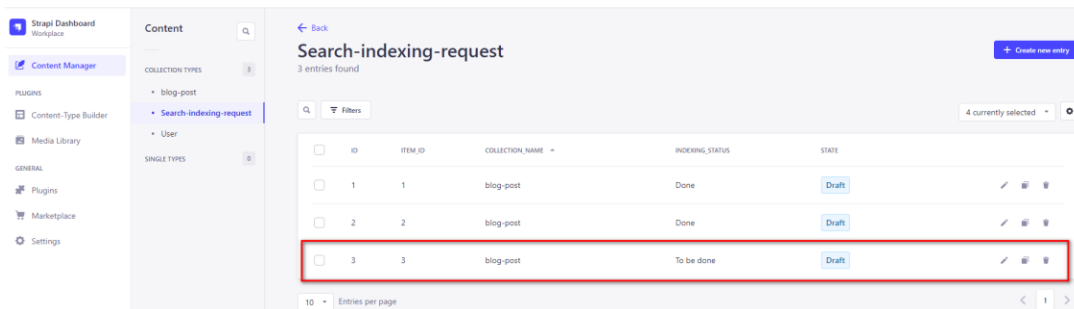 Strapi Dashboard
Workplace
Content Manager
PLUGINS
Content-Type Builder
Media Library
GENERAL
Plugins
Marketplace
Settings
Content
COLLECTION TYPES 3
blog-post
Search-indexing-request
User
SINGLE TYPES 0
Back
Search-indexing-request
3 entries found
+ Create new entry
Filters
4 currently selected
ID ITEM_ID COLLECTION_NAME INDEXING_STATUS STATE
1 1 blog-post Done Draft
2 2 blog-post Done Draft
3 3 blog-post To be done Draft
10 Entries per page
1